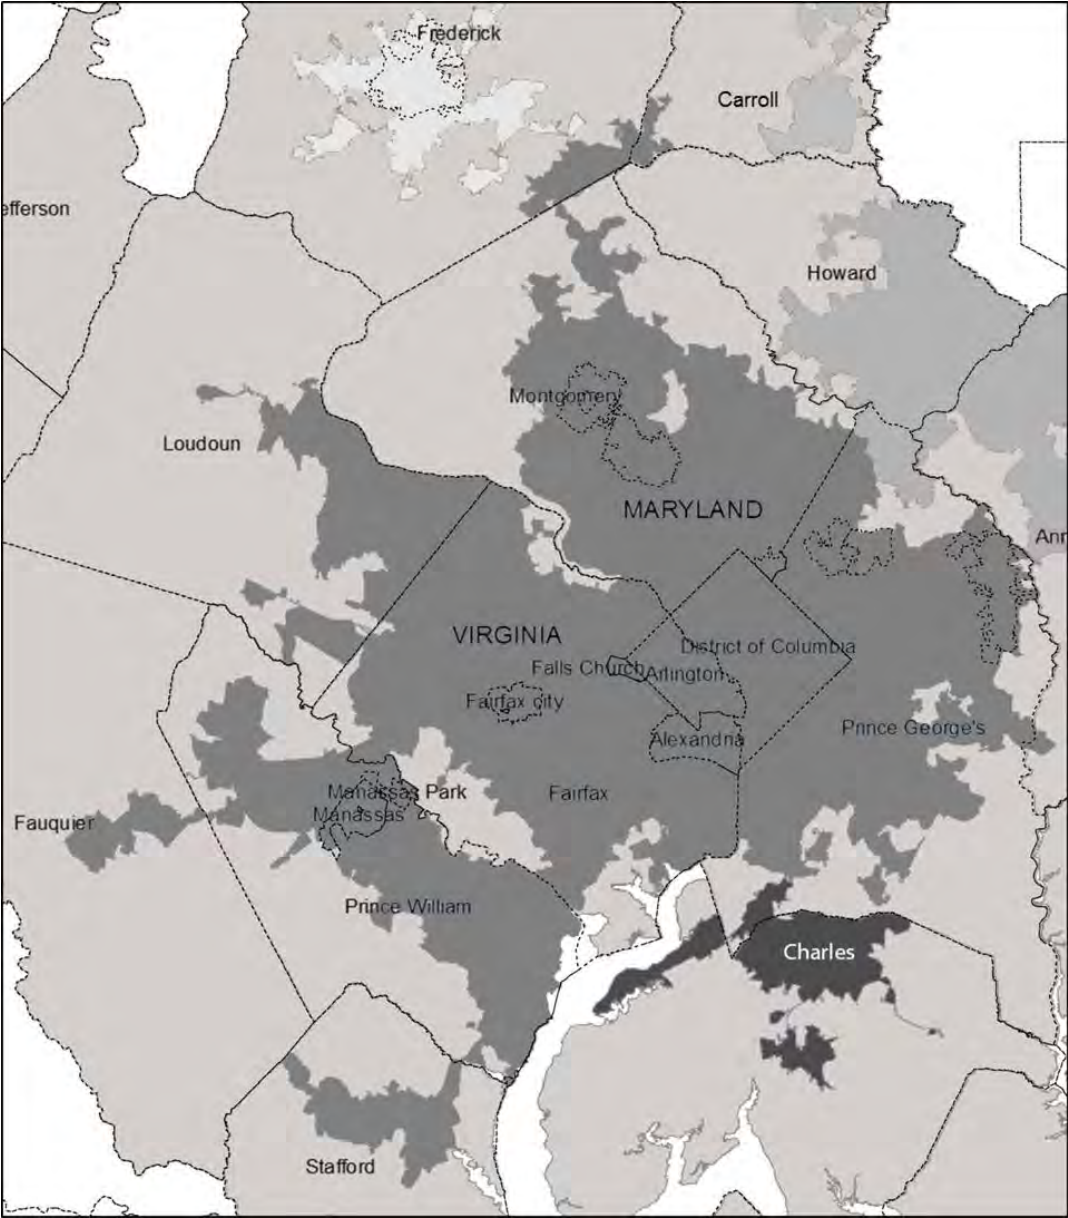 Frederick
Carroll
efferson
Howard
Montgomery
Loudoun
MARYLAND
Ann
VIRGINIA
District of Columbia
Falls Church
Arlington
Fairfax city
Prince George's
Alexandria
Manassas Park
Fairfax
Manassas
Fauquier
Prince William
Charles
Stafford